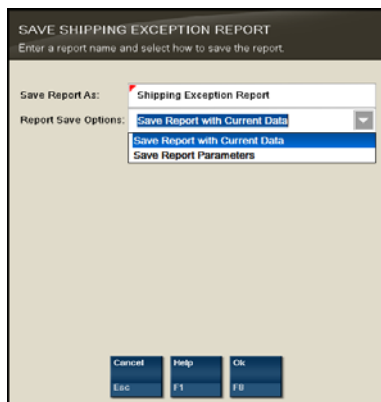 SAVE SHIPPING EXCEPTION REPORT
Enter a report name and select how to save the report.
Save Report As: Shipping Exception Report
Report Save Options: Save Report with Current Data
Save Report with Current Data
Save Report Parameters
Cancel Help Ok
Esc F1 F8